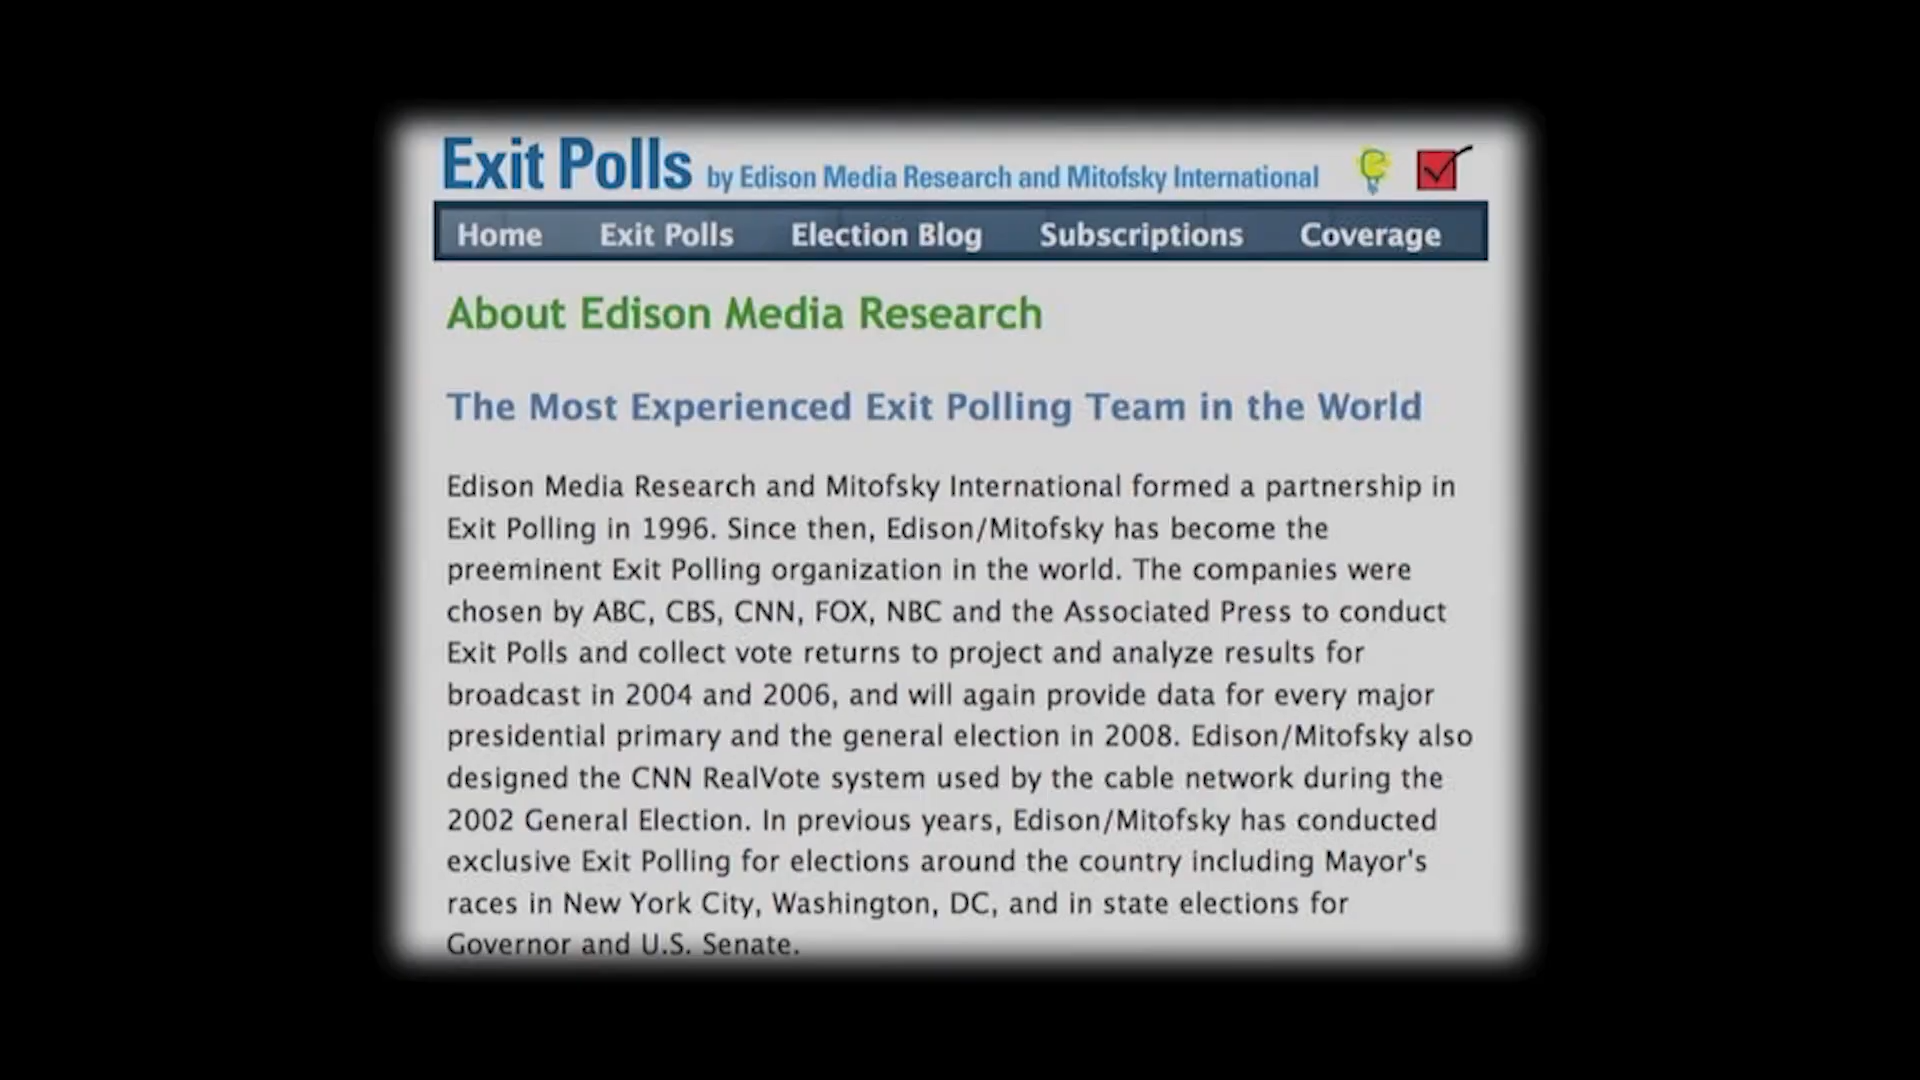 Exit Polls by Edison Media Research and Mitofsky International
Home Exit Polls Election Blog Subscriptions Coverage
About Edison Media Research
The Most Experienced Exit Polling Team in the World
Edison Media Research and Mitofsky International formed a partnership in
Exit Polling in 1996. Since then, Edison/Mitofsky has become the
preeminent Exit Polling organization in the world. The companies were
chosen by ABC, CBS, CNN, FOX, NBC and the Associated Press to conduct
Exit Polls and collect vote returns to project and analyze results for
broadcast in 2004 and 2006, and will again provide data for every major
presidential primary and the general election in 2008. Edison/Mitofsky also
designed the CNN RealVote system used by the cable network during the
2002 General Election. In previous years, Edison/Mitofsky has conducted
exclusive Exit Polling for elections around the country including Mayor's
races in New York City, Washington, DC, and in state elections for
Governor and U.S. Senate.